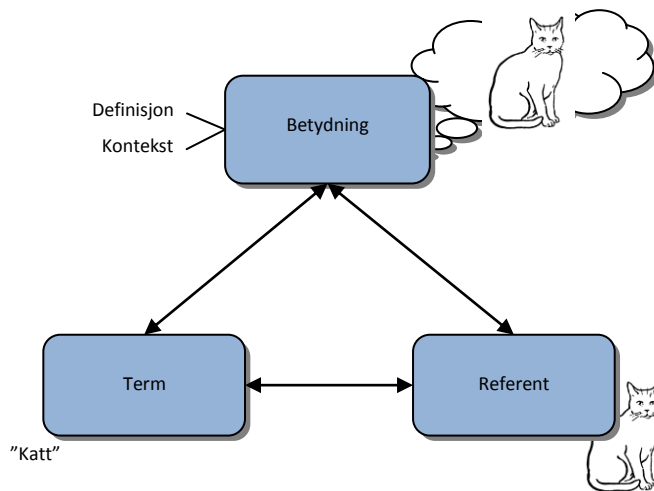 Definisjon
Kontekst
Betydning
Term
Referent
”Katt”